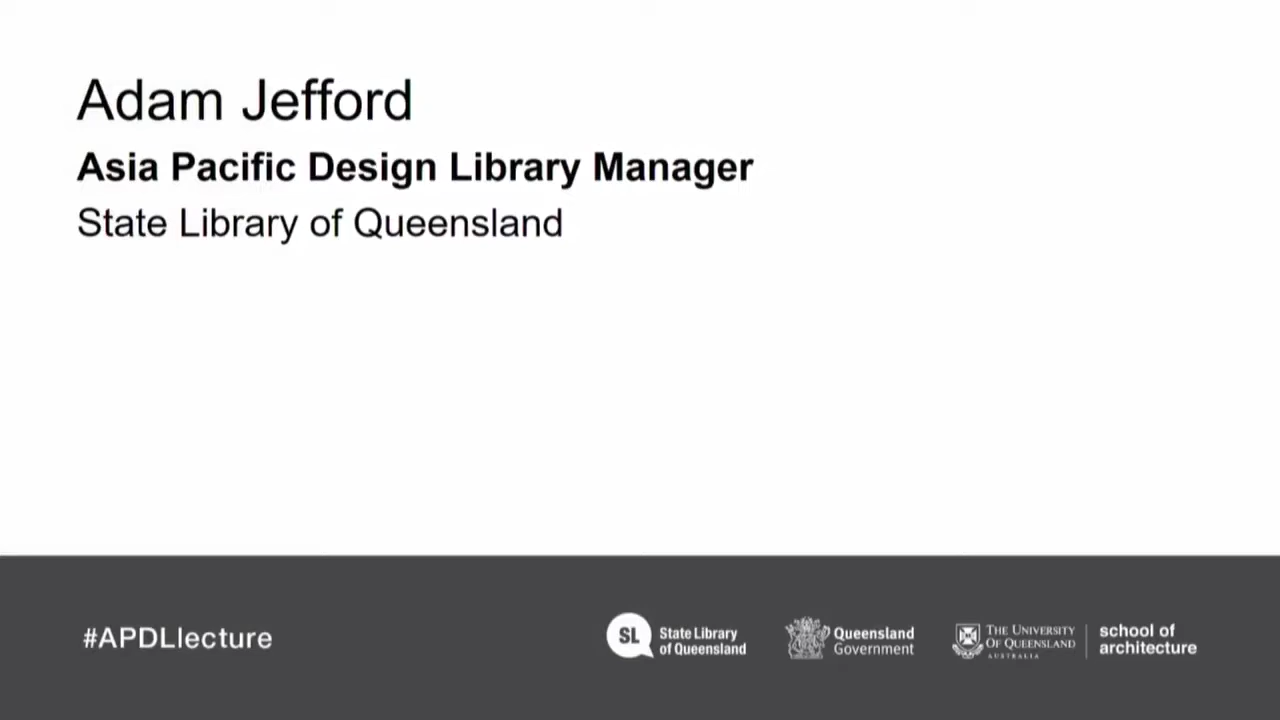 Adam Jefford
Asia Pacific Design Library Manager
State Library of Queensland
#APDLlecture
SL
State Library
of Queensland
Queensland
Government
THE UNIVERSITY
OF QUEENSLAND
AUSTRALIA
school of
architecture